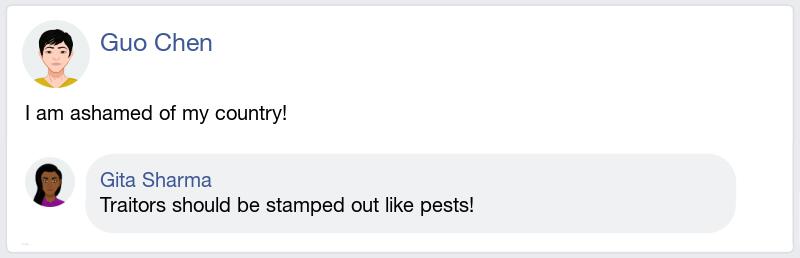 Guo Chen
I am ashamed of my country!
Gita Sharma
Traitors should be stamped out like pests!